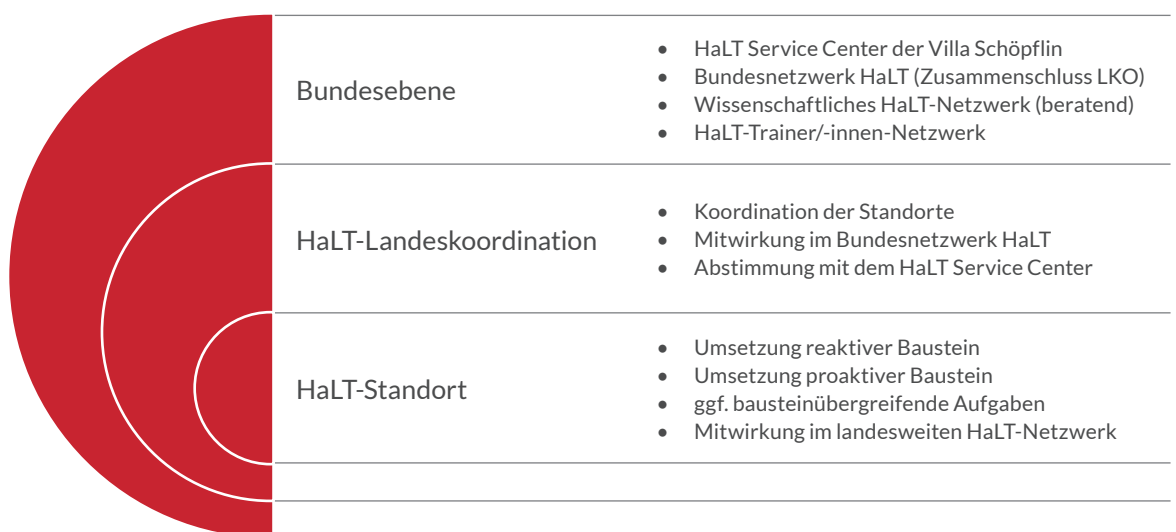 Bundesebene
• HaLT Service Center der Villa Schöpflin
• Bundesnetzwerk HaLT (Zusammenschluss LKO)
• Wissenschaftliches HaLT-Netzwerk (beratend)
• HaLT-Trainer/-innen-Netzwerk
HaLT-Landeskoordination
• Koordination der Standorte
• Mitwirkung im Bundesnetzwerk HaLT
• Abstimmung mit dem HaLT Service Center
HaLT-Standort
• Umsetzung reaktiver Baustein
• Umsetzung proaktiver Baustein
• ggf. bausteinübergreifende Aufgaben
• Mitwirkung im landesweiten HaLT-Netzwerk